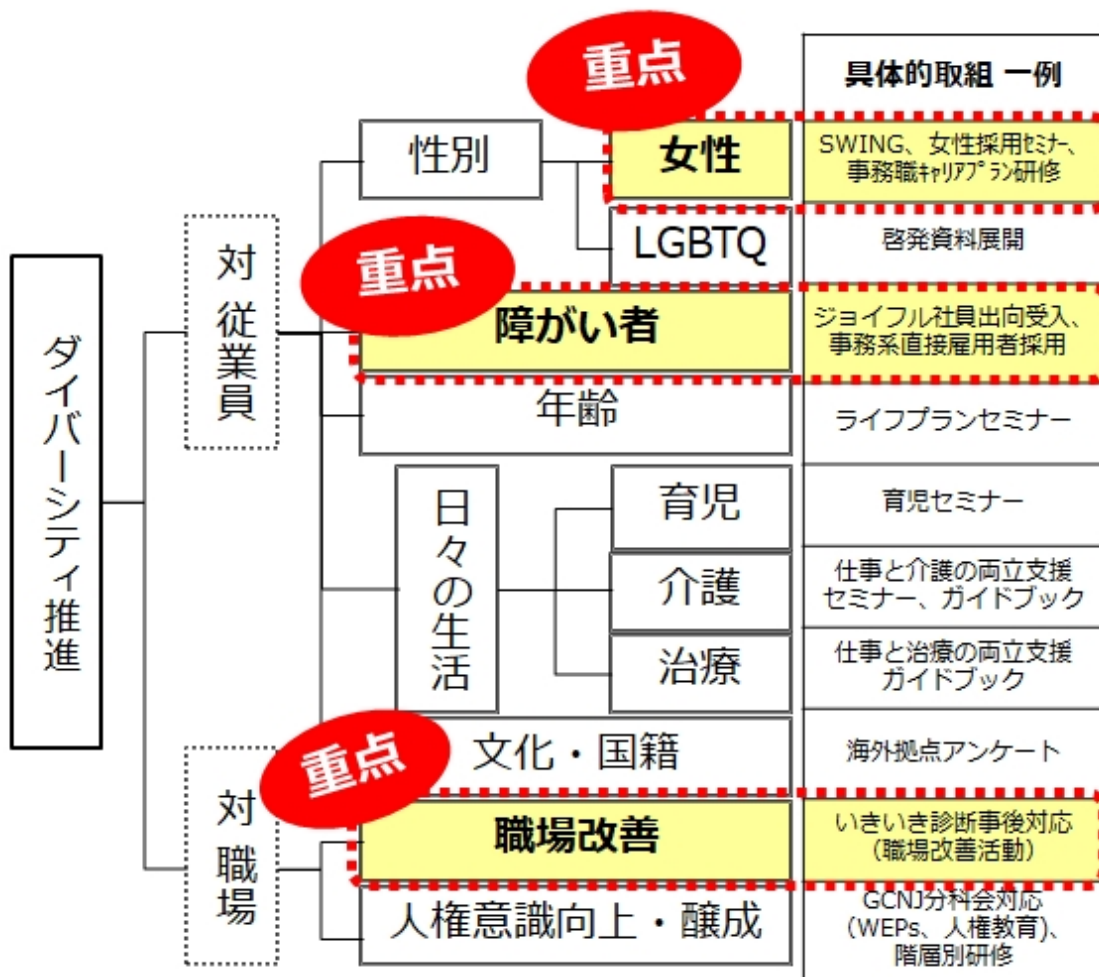 重点
具体的取組 一例
性別
女性
SWING、女性採用ｾﾐﾅｰ、
事務職ｷｬﾘｱﾌﾟﾗﾝ研修
LGBTQ
啓発資料展開
ダイバーシティ推進
対従業員
重点
障がい者
ジョイフル社員出向受入、
事務系直接雇用者採用
年齢
ライフプランセミナー
日々の生活
育児
育児セミナー
介護
仕事と介護の両立支援
セミナー、ガイドブック
治療
仕事と治療の両立支援
ガイドブック
文化・国籍
海外拠点アンケート
対職場
重点
職場改善
いきいき診断事後対応
（職場改善活動）
人権意識向上・醸成
GCNJ分科会対応
（WEPs、人権教育)、
階層別研修